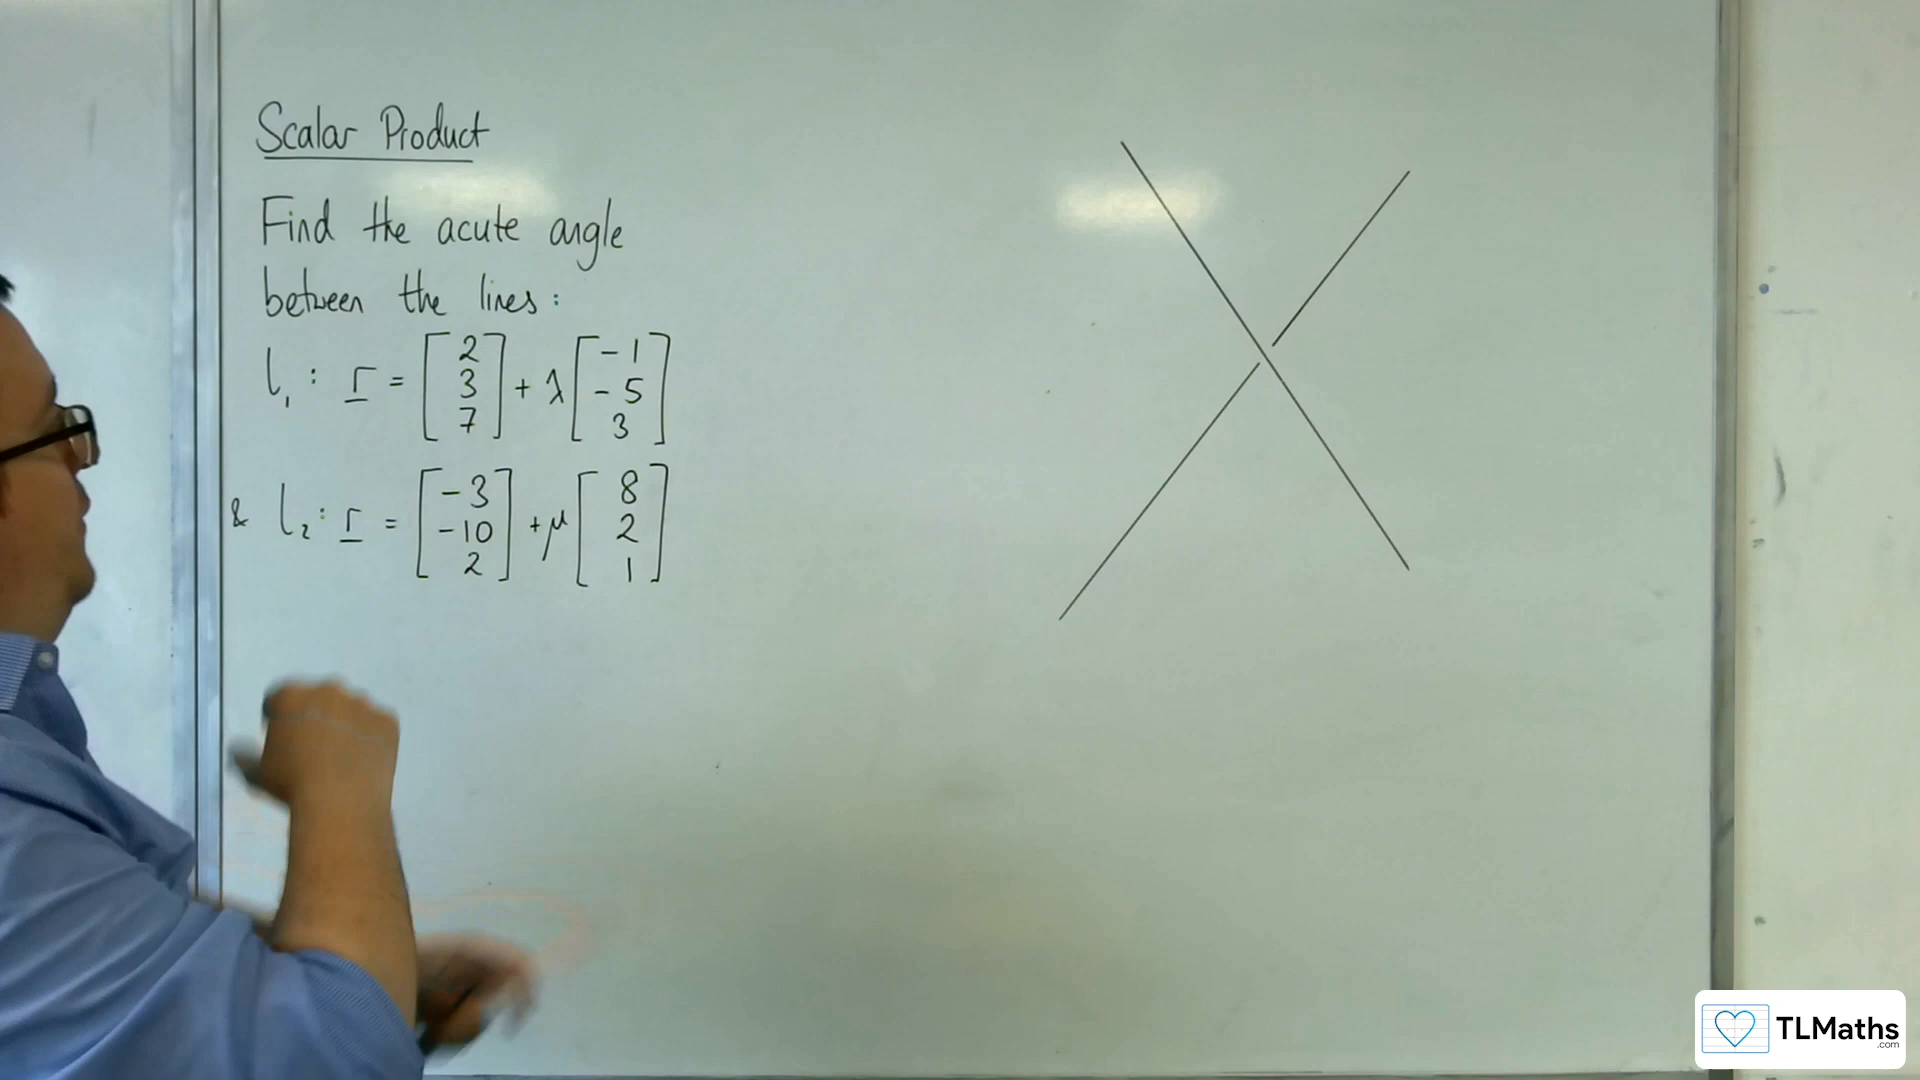 Scalar Product
Find the acute angle
between the lines:
l₁: r = [2 3 7] + λ[-1 -5 3]
& l₂: r = [-3 -10 2] + μ[8 2 1]
TLMaths
.com